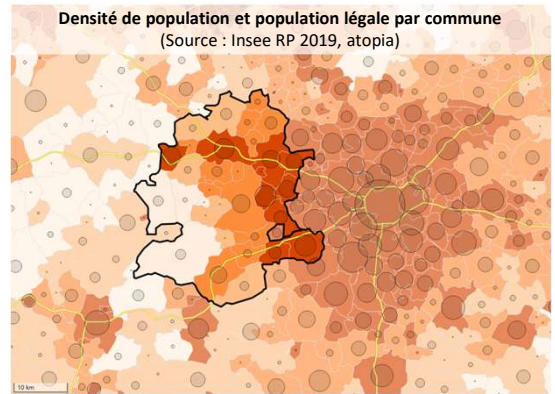 Densité de population et population légale par commune
(Source : Insee RP 2019, atopia)
10 km